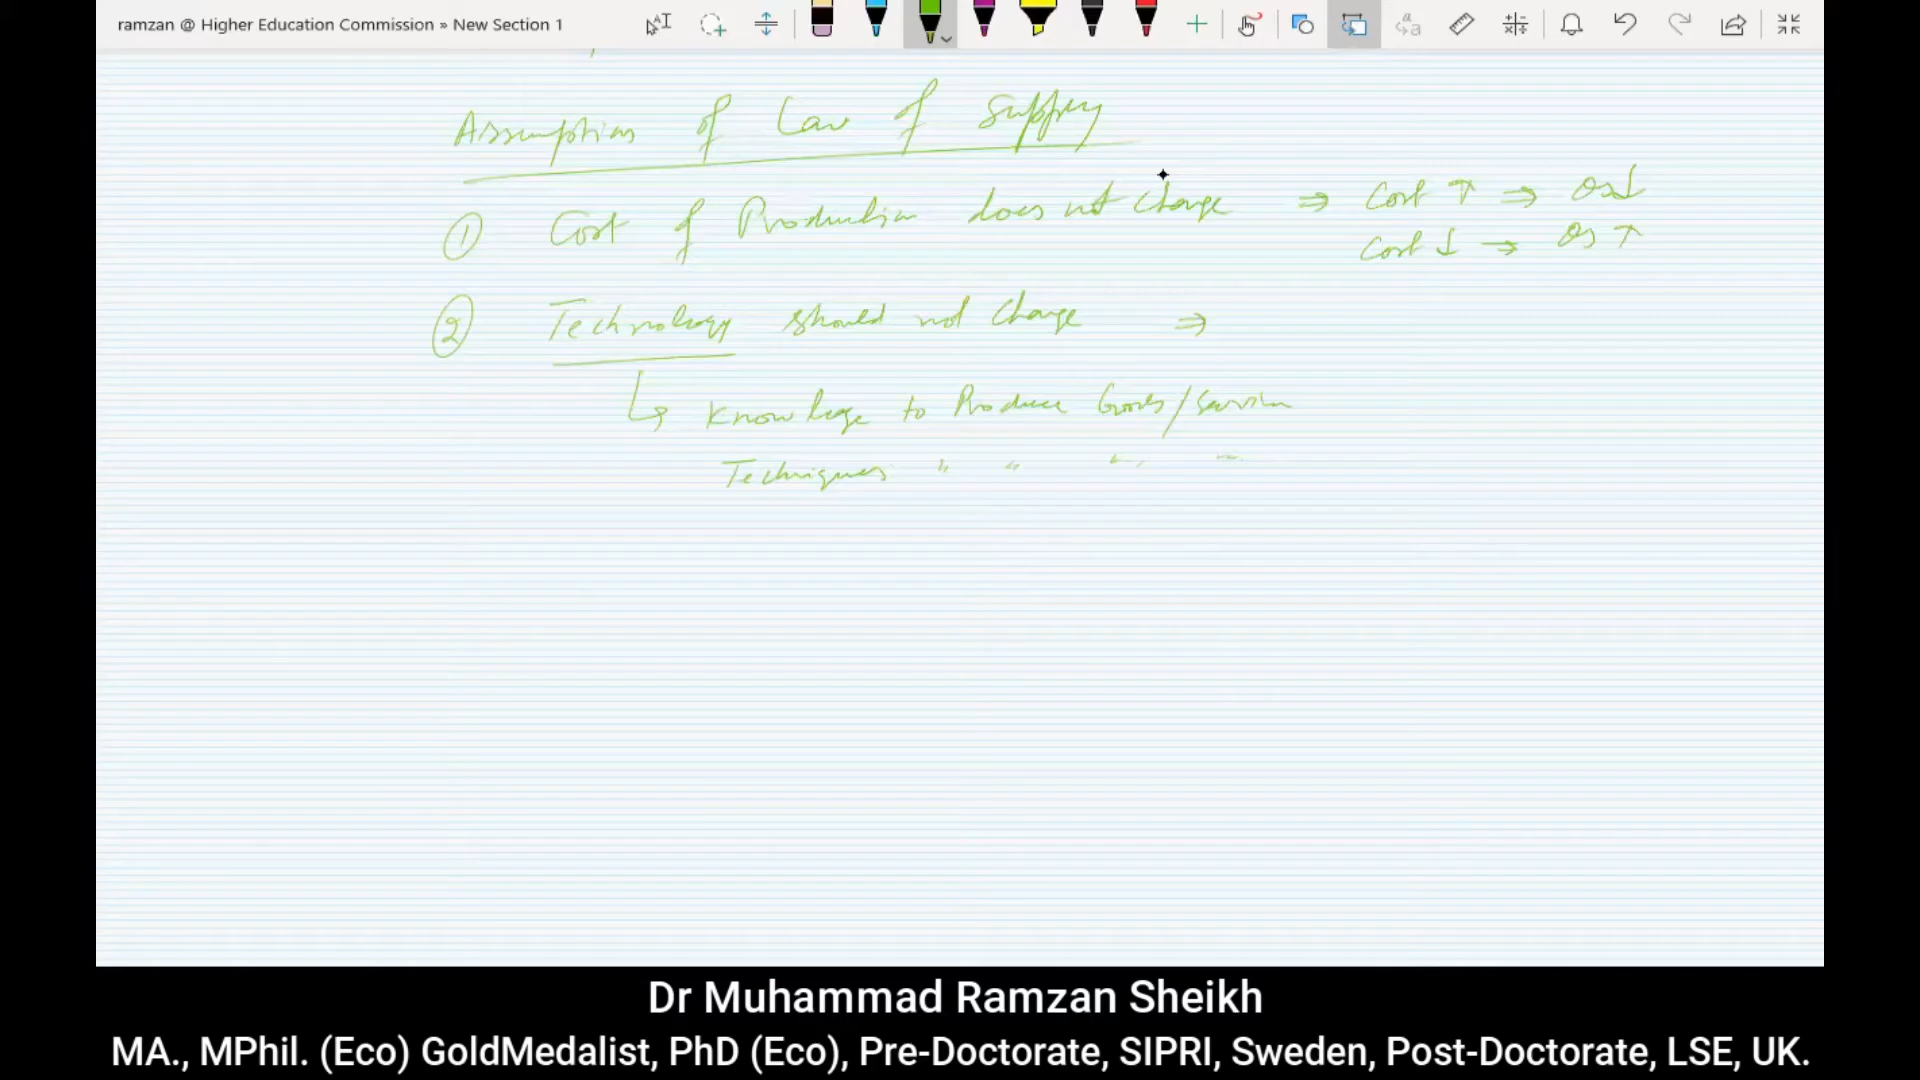 ramzan @ Higher Education Commission » New Section 1
Assumptions of Law of Supply
① Cost of Production does not change ⇒ Cost ↑ ⇒ Qs↓
Cost ↓ → Qs ↑
② Technology should not change ⇒
↳ Knowledge to Produce Goods/Services
Techniques " " " "
Dr Muhammad Ramzan Sheikh
MA., MPhil. (Eco) GoldMedalist, PhD (Eco), Pre-Doctorate, SIPRI, Sweden, Post-Doctorate, LSE, UK.